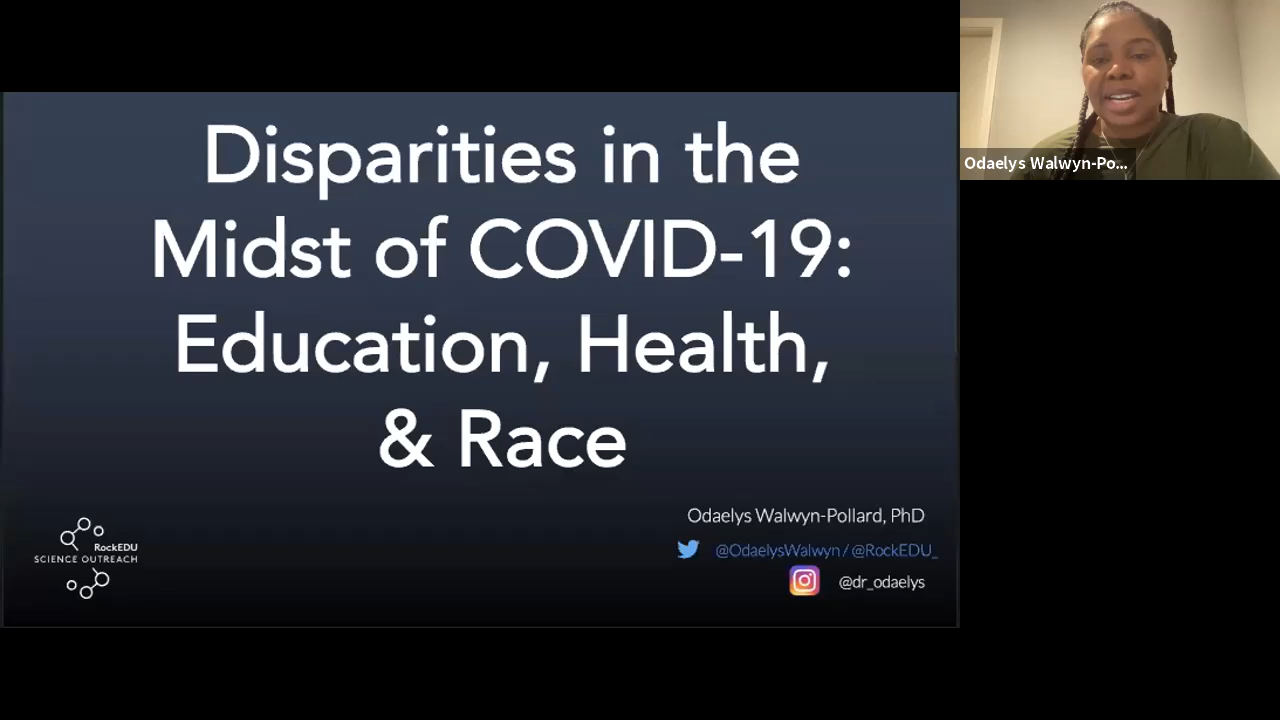 Disparities in the
Midst of COVID-19:
Education, Health,
& Race
Odaelys Walwyn-Pollard, PhD
@OdaelysWalwyn / @RockEDU_
@dr_odaelys
RockEDU
SCIENCE OUTREACH
Odaelys Walwyn-Po...